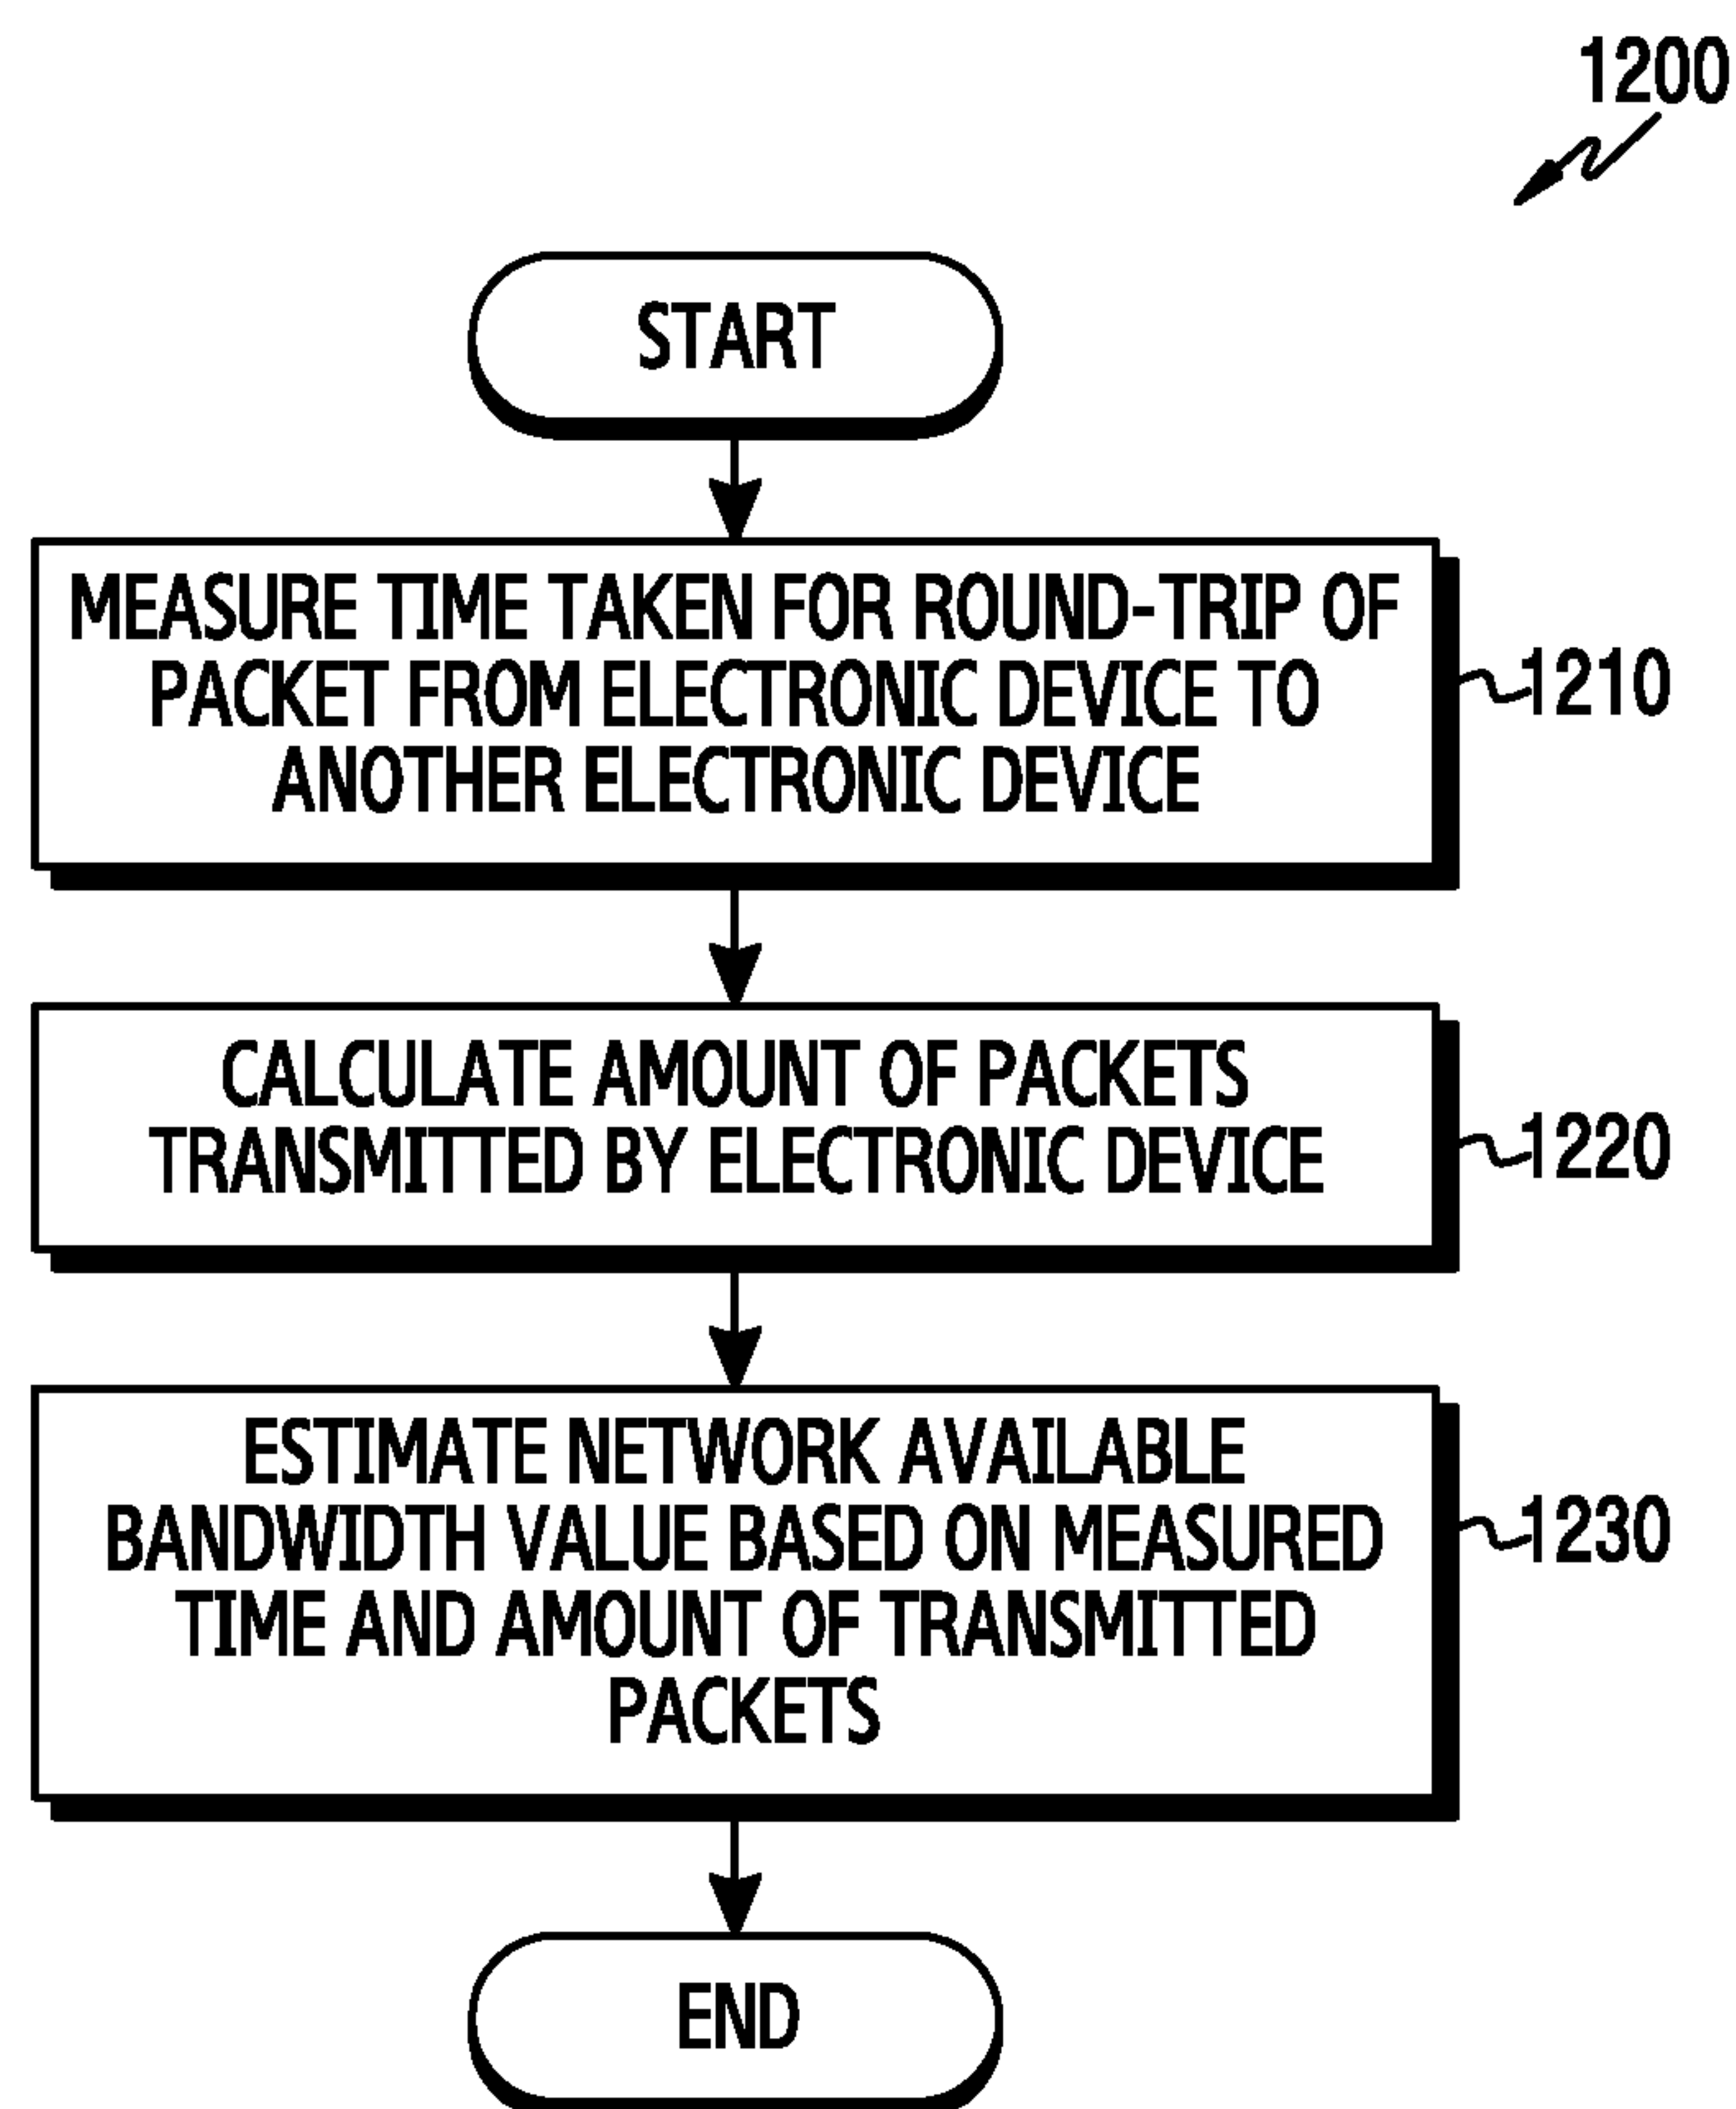 1200
START
MEASURE TIME TAKEN FOR ROUND-TRIP OF
PACKET FROM ELECTRONIC DEVICE TO
ANOTHER ELECTRONIC DEVICE
1210
CALCULATE AMOUNT OF PACKETS
TRANSMITTED BY ELECTRONIC DEVICE
1220
ESTIMATE NETWORK AVAILABLE
BANDWIDTH VALUE BASED ON MEASURED
TIME AND AMOUNT OF TRANSMITTED
PACKETS
1230
END